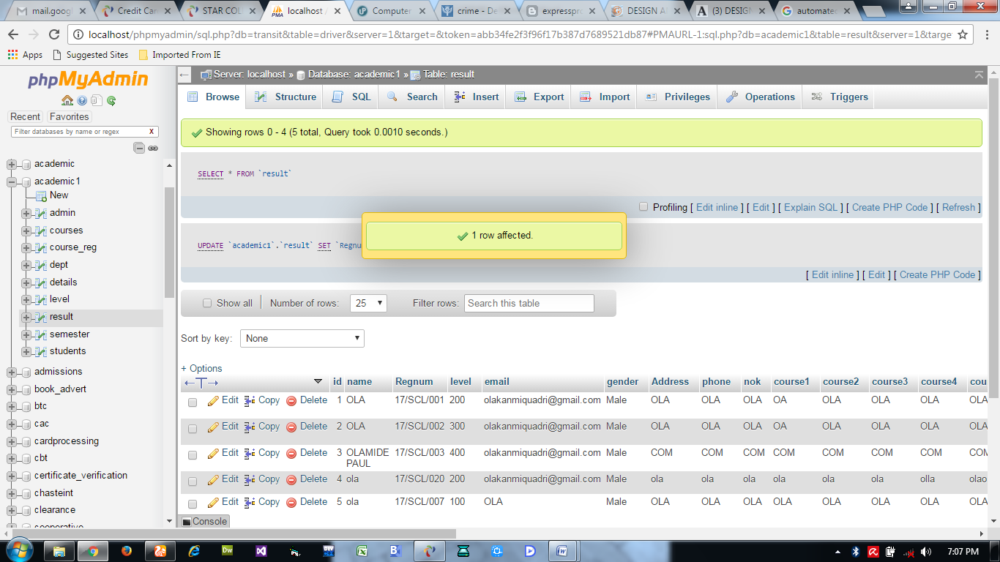 mail.goog
Credit Car
STAR COL
localhost /
Computer
crime - De
expresspro
DESIGN A
(3) DESIG
automated
localhost/phpmyadmin/sql.php?db=transit&table=driver&server=1&target=&token=abb34fe2f3f96f17b387d7689521db87#PMAURL-1:sql.php?db=academic1&table=result&server=1&targe
Apps Suggested Sites Imported From IE
phpMyAdmin
Recent Favorites
Filter databases by name or regex X
academic
academic1
New
admin
courses
course_reg
dept
details
level
result
semester
students
admissions
book_advert
btc
cac
cardprocessing
cbt
certificate_verification
chasteint
clearance
cooperative
Server: localhost » Database: academic1 » Table: result
Browse Structure SQL Search Insert Export Import Privileges Operations Triggers
Showing rows 0 - 4 (5 total, Query took 0.0010 seconds.)
SELECT * FROM `result`
Profiling [ Edit inline ] [ Edit ] [ Explain SQL ] [ Create PHP Code ] [ Refresh ]
1 row affected.
UPDATE `academic1`.`result` SET `Regnu
[ Edit inline ] [ Edit ] [ Create PHP Code ]
Show all Number of rows: 25 Filter rows: Search this table
Sort by key: None
+ Options
id name Regnum level email gender Address phone nok course1 course2 course3 course4 cou
Edit Copy Delete 1 OLA 17/SCL/001 200 olakanmiquadri@gmail.com Male OLA OLA OLA OA OLA OLA OLA OLA
Edit Copy Delete 2 OLA 17/SCL/002 300 olakanmiquadri@gmail.com Male OLA OLA OLA OA OLA OLA OLA OLA
Edit Copy Delete 3 OLAMIDE PAUL 17/SCL/003 400 olakanmiquadri@gmail.com Male COM COM COM COM COM COM COM COM
Edit Copy Delete 4 ola 17/SCL/020 200 olakanmiquadri@gmail.com Male ola ola ola ola ola ola olla olao
Edit Copy Delete 5 ola 17/SCL/007 100 OLA Male OLA OLA OLA OLA OLA OLA OLA OLA
Console
7:07 PM